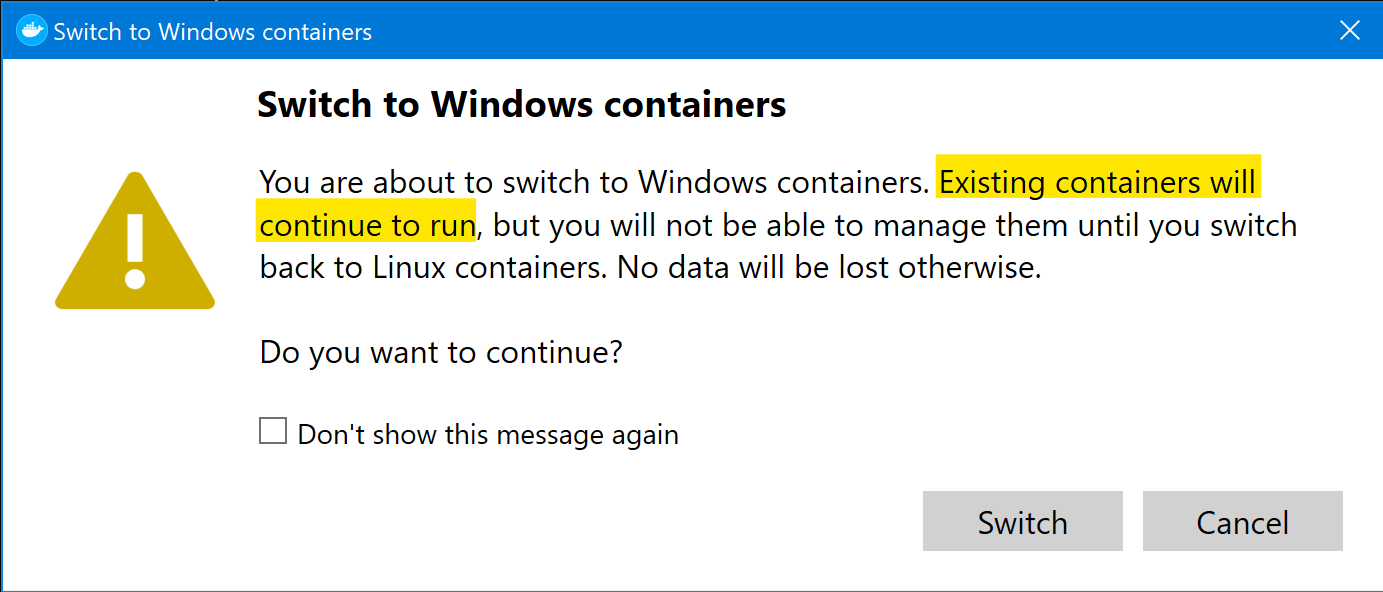 Switch to Windows containers
Switch to Windows containers
You are about to switch to Windows containers. Existing containers will
continue to run, but you will not be able to manage them until you switch
back to Linux containers. No data will be lost otherwise.
Do you want to continue?
Don't show this message again
Switch
Cancel